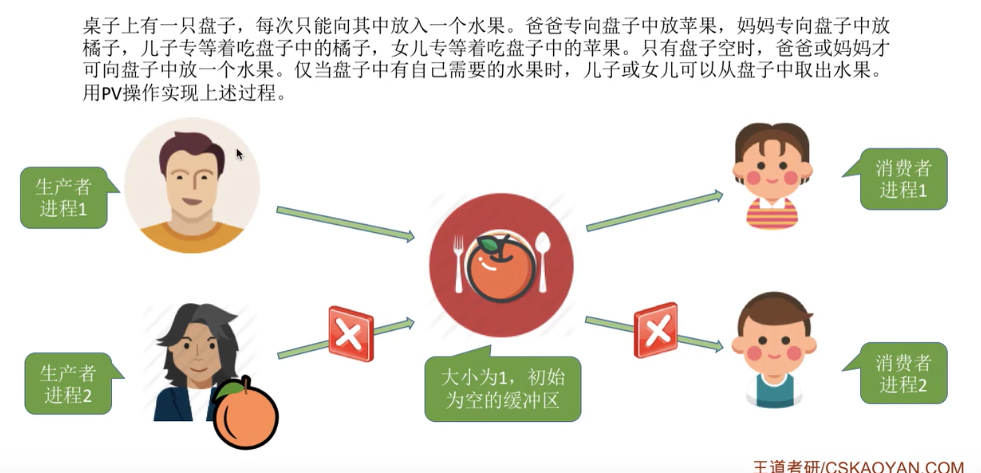 桌子上有一只盘子，每次只能向其中放入一个水果。爸爸专向盘子中放苹果，妈妈专向盘子中放
橘子，儿子专等着吃盘子中的橘子，女儿专等着吃盘子中的苹果。只有盘子空时，爸爸或妈妈才
可向盘子中放一个水果。仅当盘子中有自己需要的水果时，儿子或女儿可以从盘子中取出水果。
用PV操作实现上述过程。
生产者
进程1
消费者
进程1
生产者
进程2
大小为1，初始
为空的缓冲区
消费者
进程2
王道考研/CSKAOYAN.COM